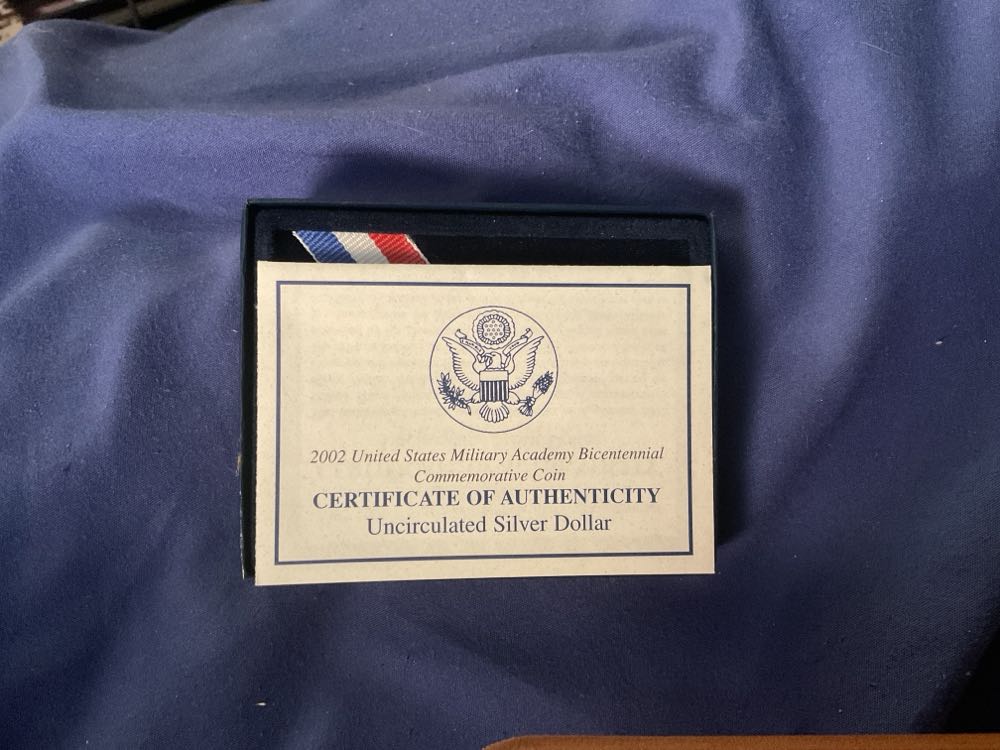 2002 United States Military Academy Bicentennial
Commemorative Coin
CERTIFICATE OF AUTHENTICITY
Uncirculated Silver Dollar